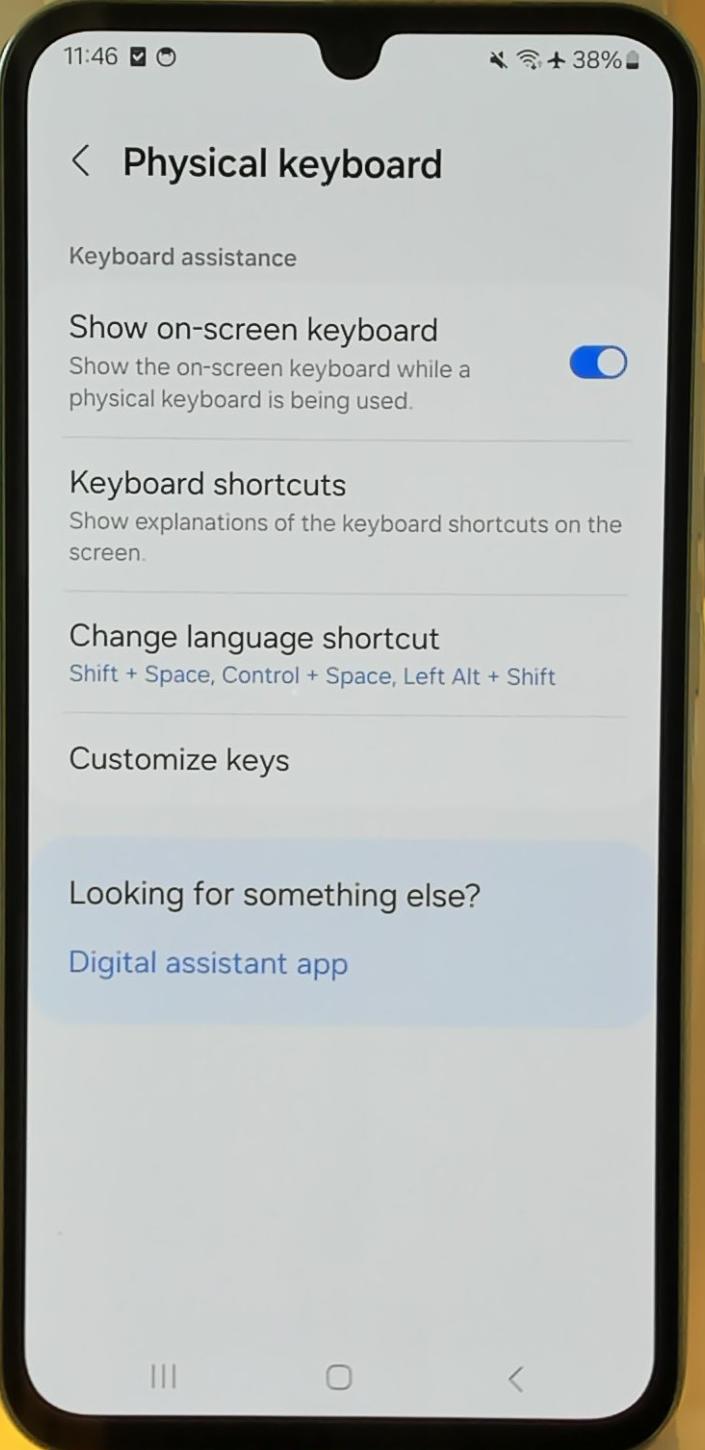 11:46
38%
Physical keyboard
Keyboard assistance
Show on-screen keyboard
Show the on-screen keyboard while a
physical keyboard is being used.
Keyboard shortcuts
Show explanations of the keyboard shortcuts on the
screen.
Change language shortcut
Shift + Space, Control + Space, Left Alt + Shift
Customize keys
Looking for something else?
Digital assistant app